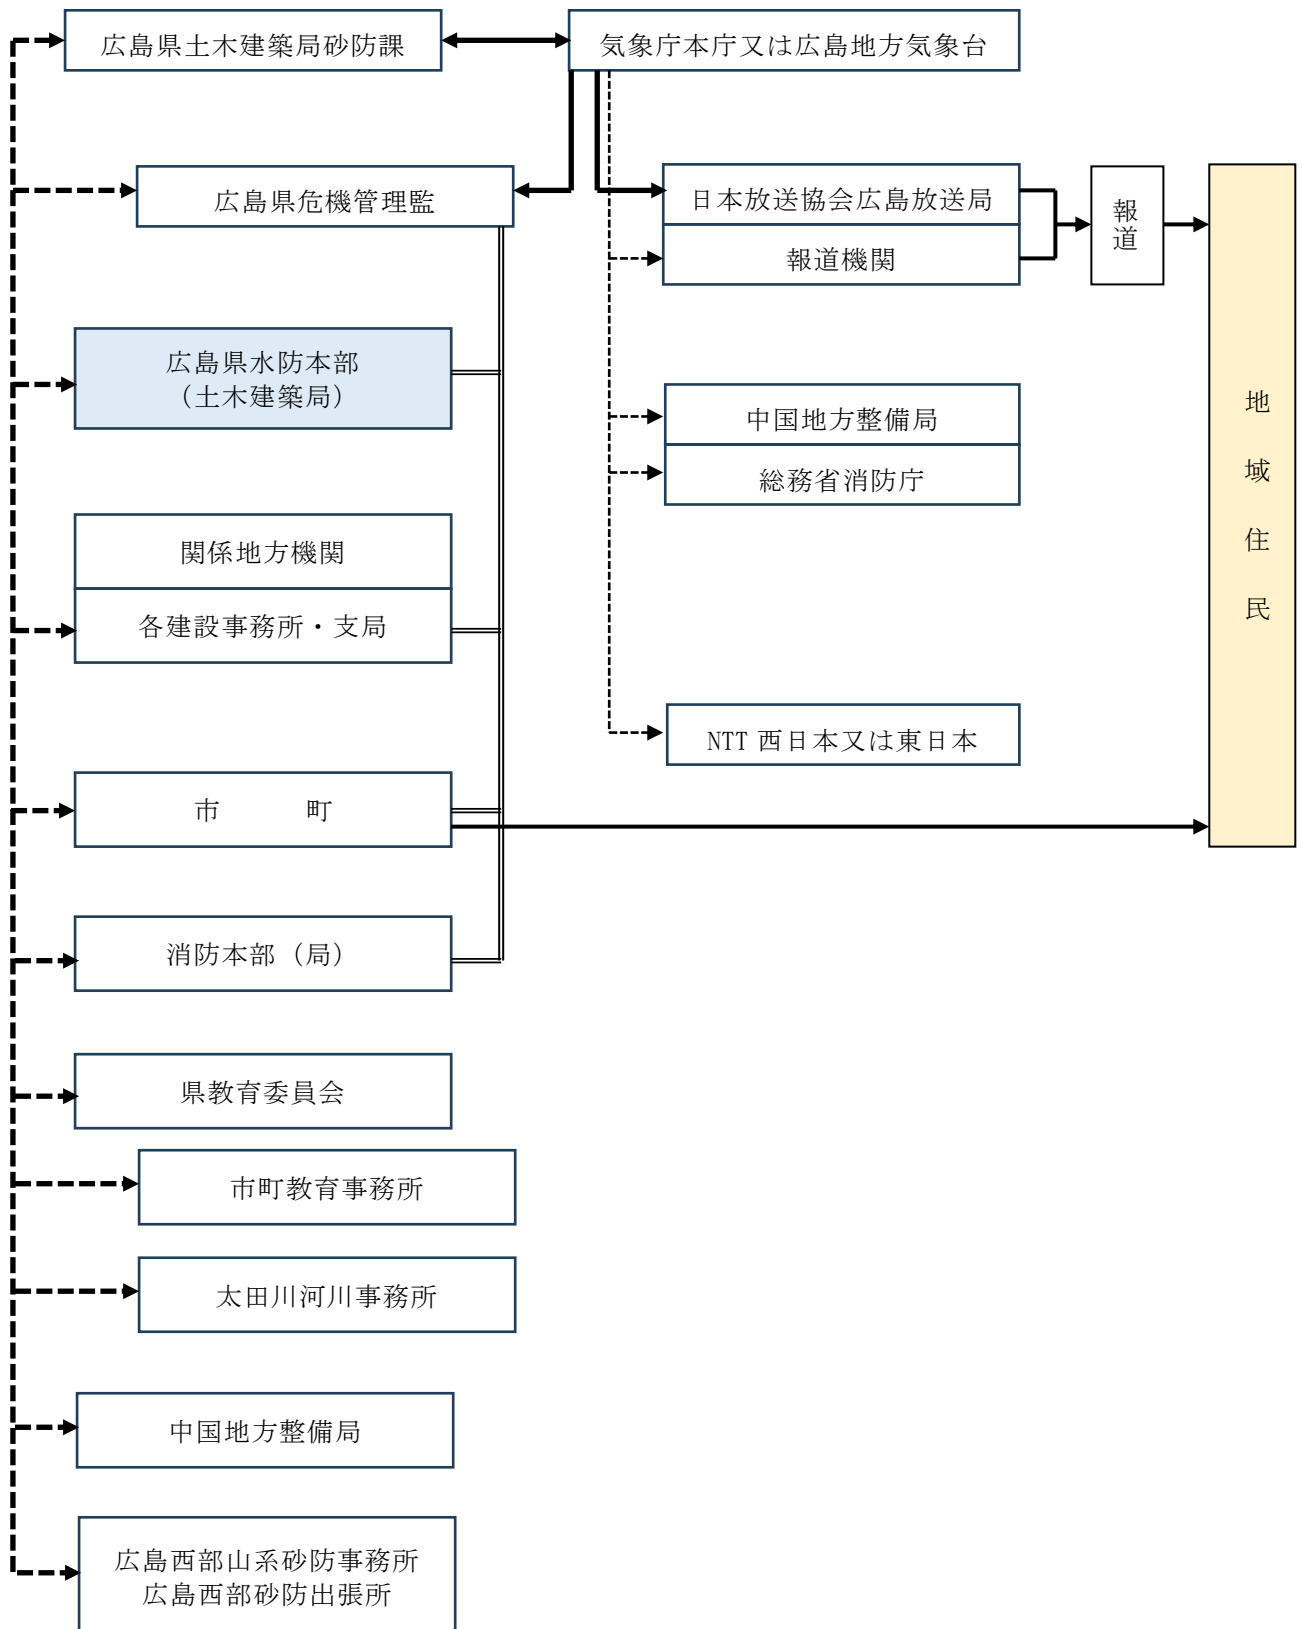 広島県土木建築局砂防課
気象庁本庁又は広島地方気象台
広島県危機管理監
日本放送協会広島放送局
報道機関
報道
広島県水防本部
（土木建築局）
中国地方整備局
総務省消防庁
地域住民
関係地方機関
各建設事務所・支局
NTT 西日本又は東日本
市　　　町
消防本部（局）
県教育委員会
市町教育事務所
太田川河川事務所
中国地方整備局
広島西部山系砂防事務所
広島西部砂防出張所